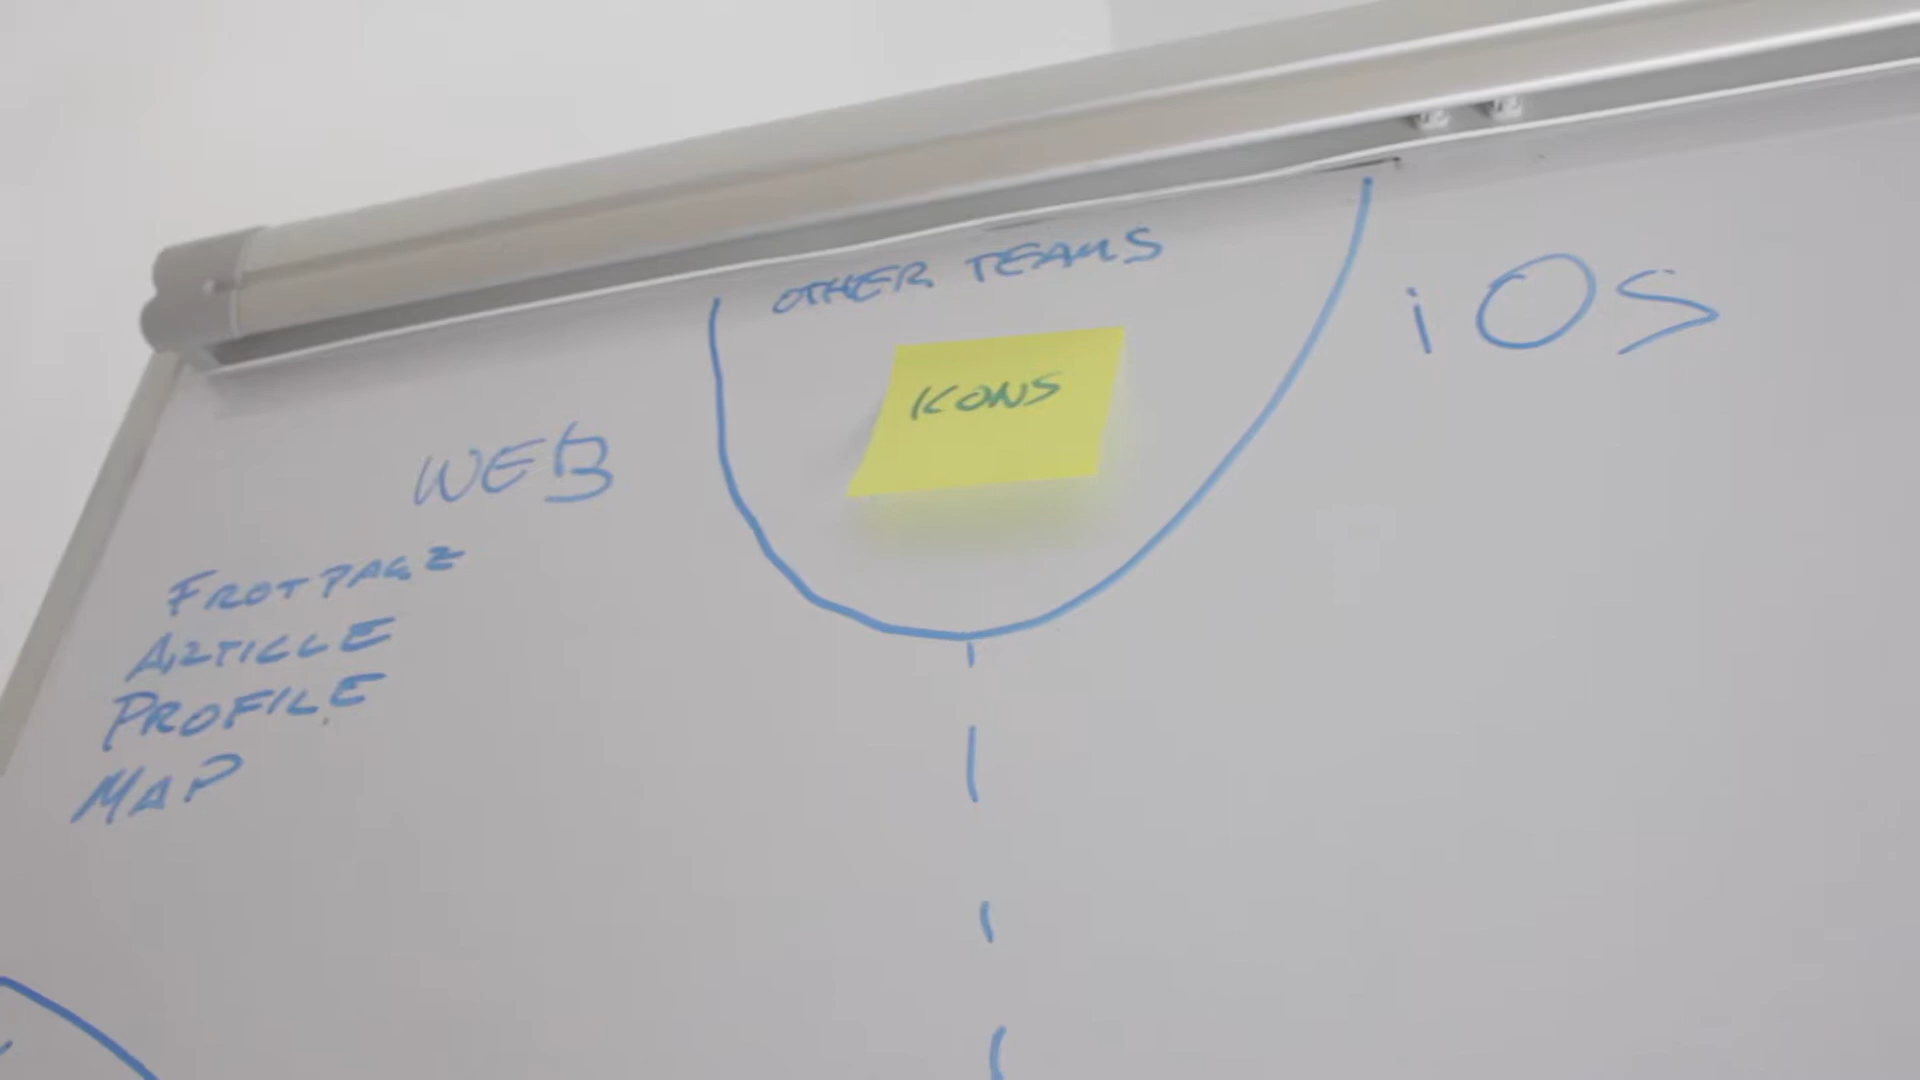 OTHER TEAMS
ICONS
iOS
WEB
FROTPAGE
ARTICLE
PROFILE
MAP